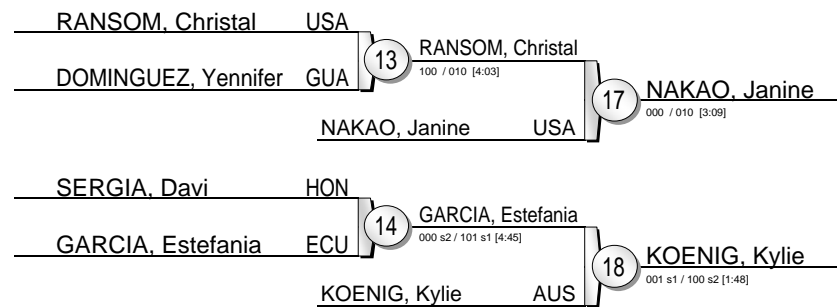 RANSOM, Christal USA
13 RANSOM, Christal
100 / 010 [4:03]
DOMINGUEZ, Yennifer GUA
17 NAKAO, Janine
000 / 010 [3:09]
NAKAO, Janine USA
SERGIA, Davi HON
14 GARCIA, Estefania
000 s2 / 101 s1 [4:45]
GARCIA, Estefania ECU
18 KOENIG, Kylie
001 s1 / 100 s2 [1:48]
KOENIG, Kylie AUS